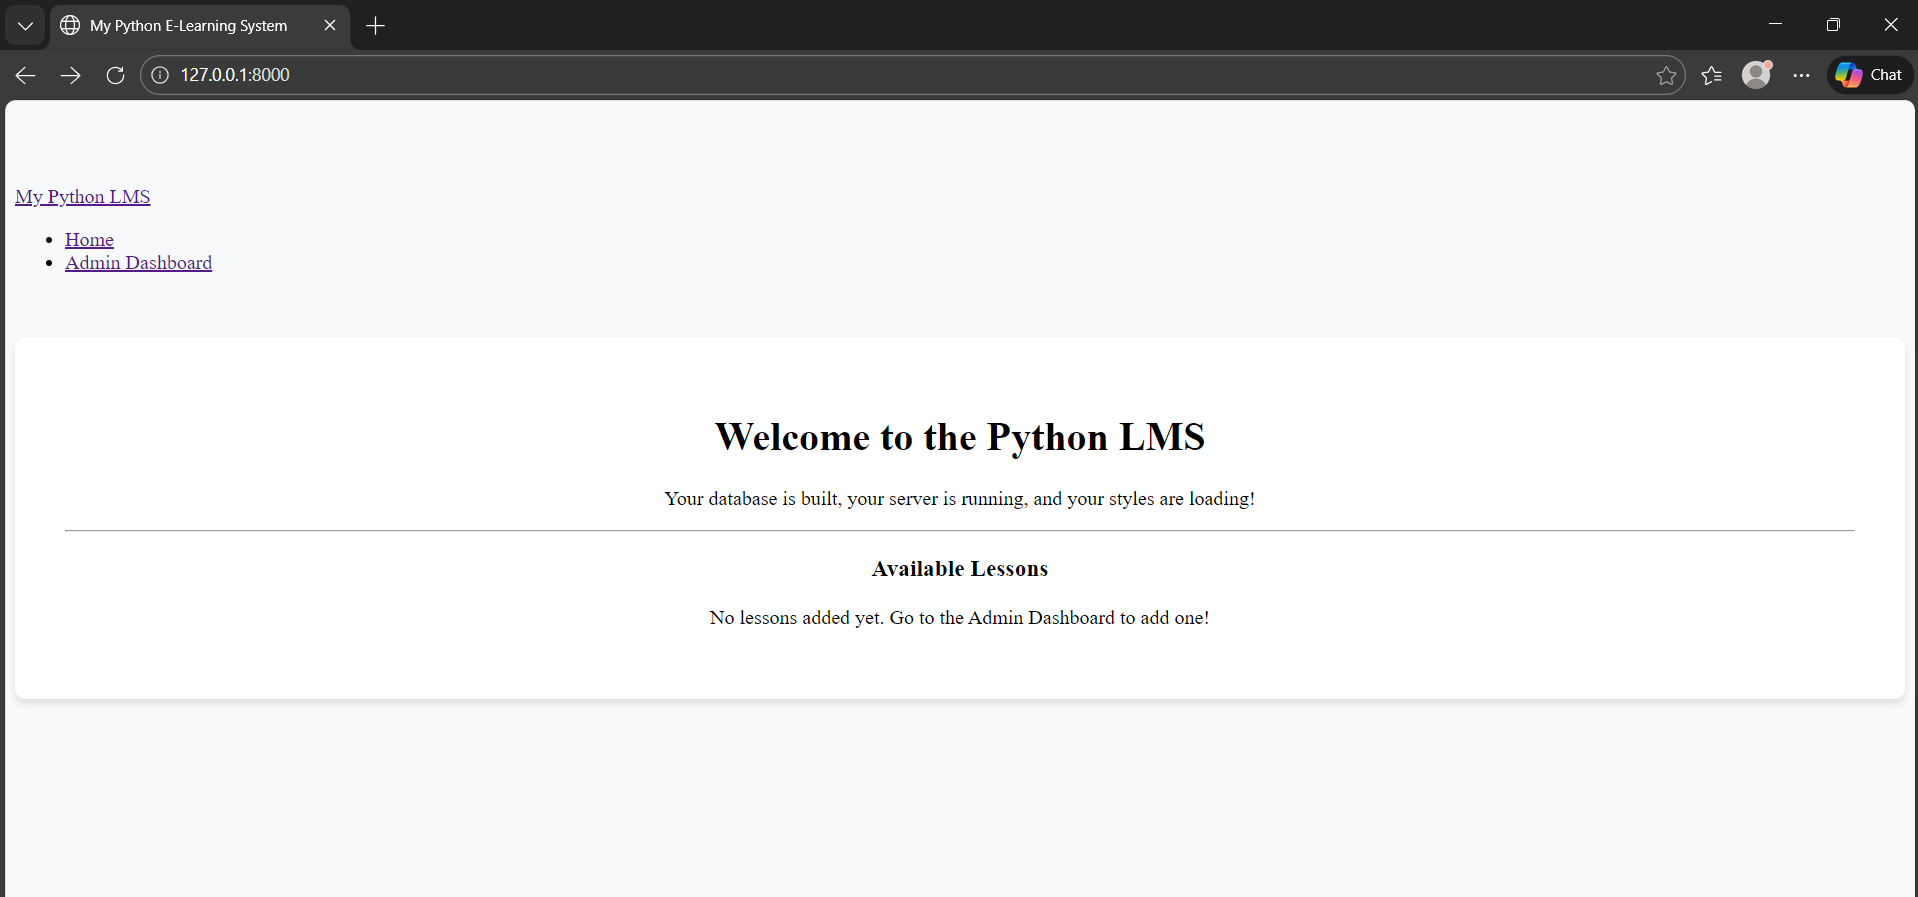 My Python E-Learning System
127.0.0.1:8000
Chat
My Python LMS
Home
Admin Dashboard
Welcome to the Python LMS
Your database is built, your server is running, and your styles are loading!
Available Lessons
No lessons added yet. Go to the Admin Dashboard to add one!